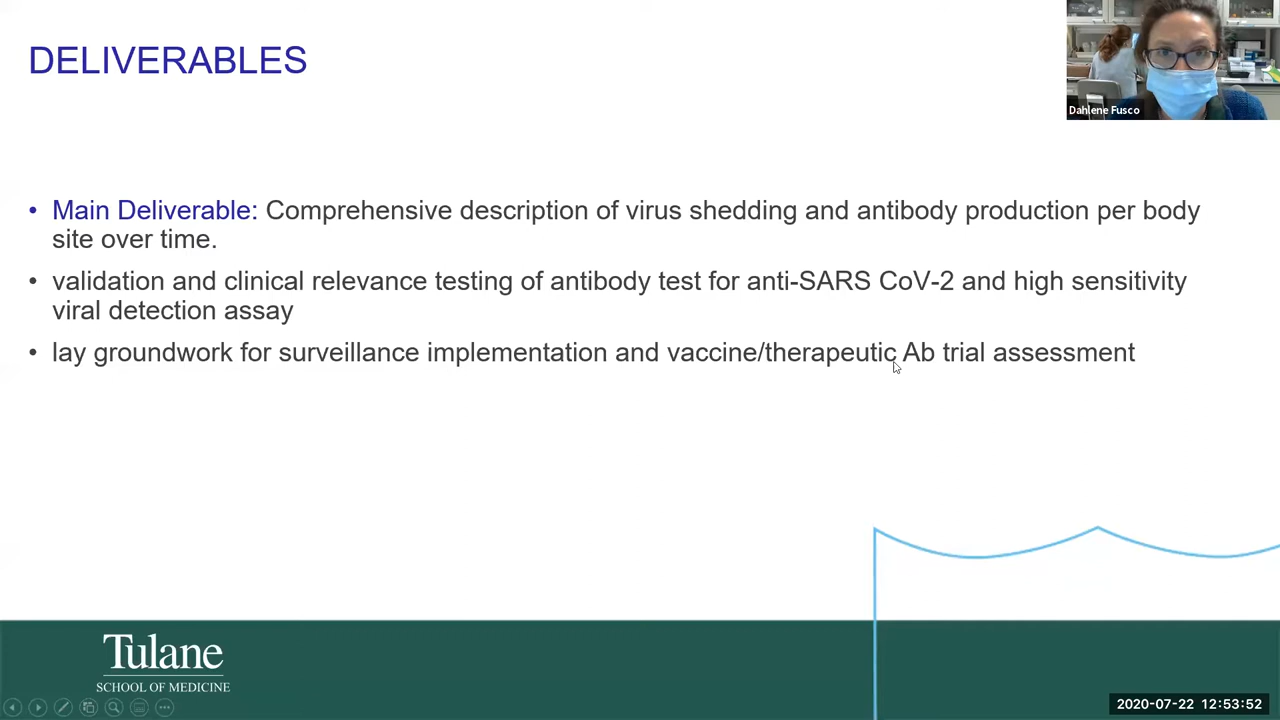 DELIVERABLES
Dahlene Fusco
• Main Deliverable: Comprehensive description of virus shedding and antibody production per body
site over time.
• validation and clinical relevance testing of antibody test for anti-SARS CoV-2 and high sensitivity
viral detection assay
• lay groundwork for surveillance implementation and vaccine/therapeutic Ab trial assessment
Tulane
SCHOOL OF MEDICINE
2020-07-22 12:53:52